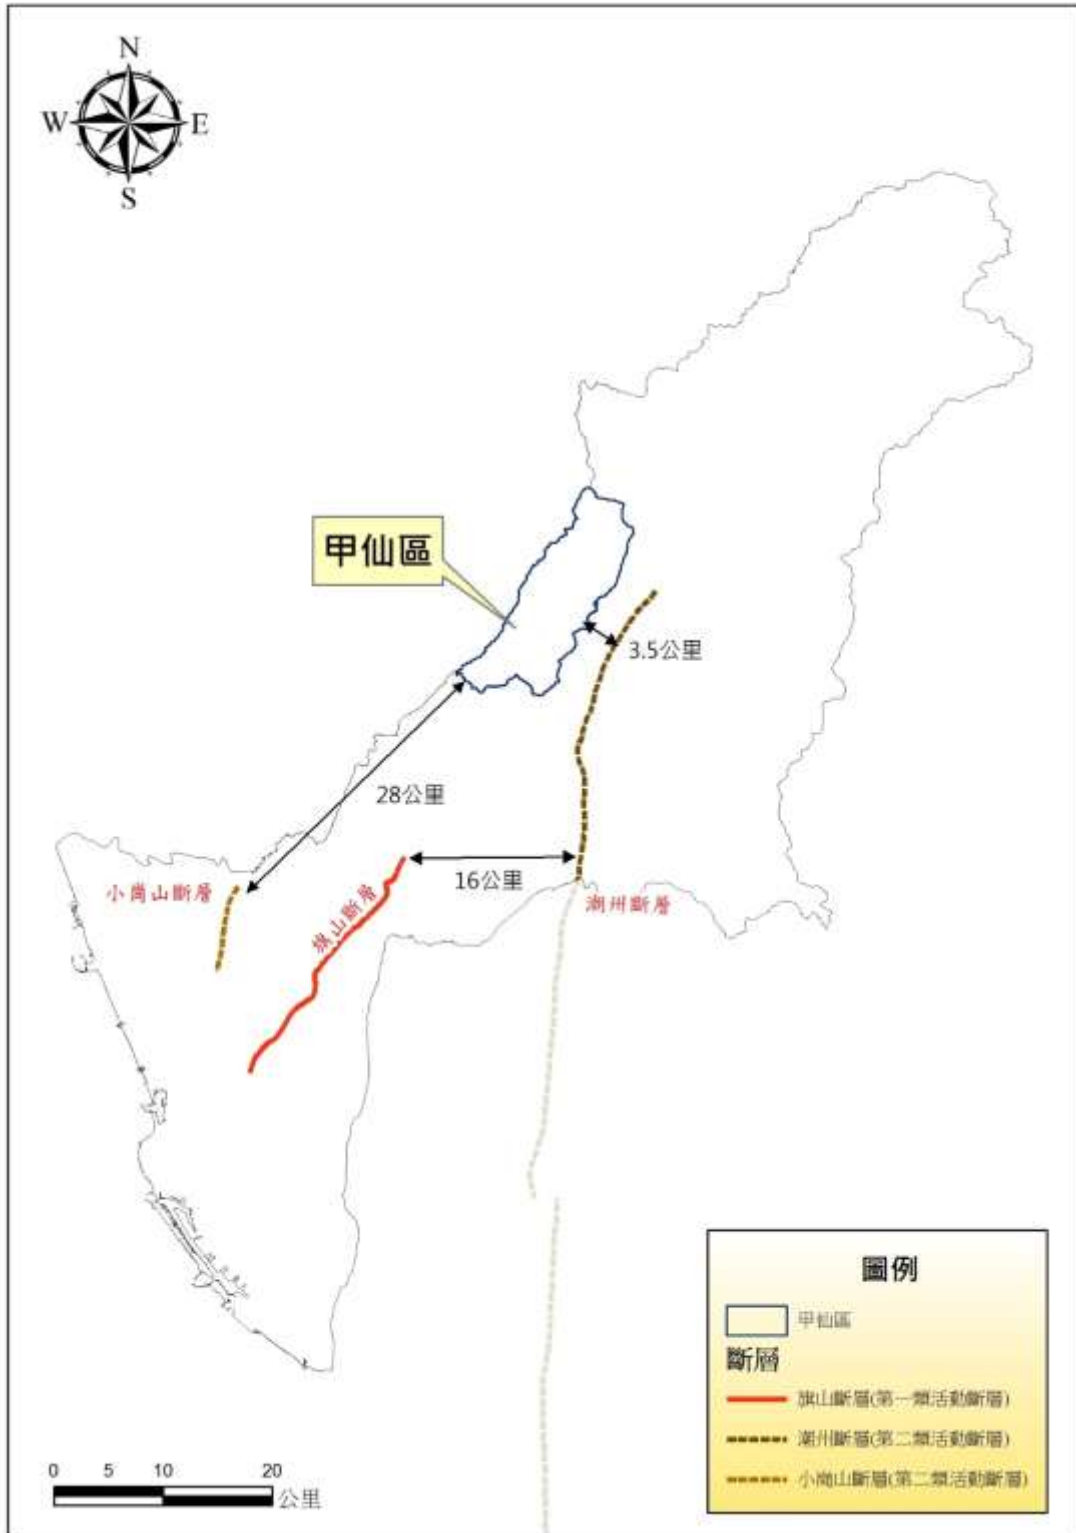 N
W
E
S
甲仙區
3.5公里
28公里
16公里
小崗山斷層
旗山斷層
潮州斷層
圖例
甲仙區
斷層
旗山斷層(第一類活動斷層)
潮州斷層(第二類活動斷層)
小崗山斷層(第二類活動斷層)
0 10 20
公里